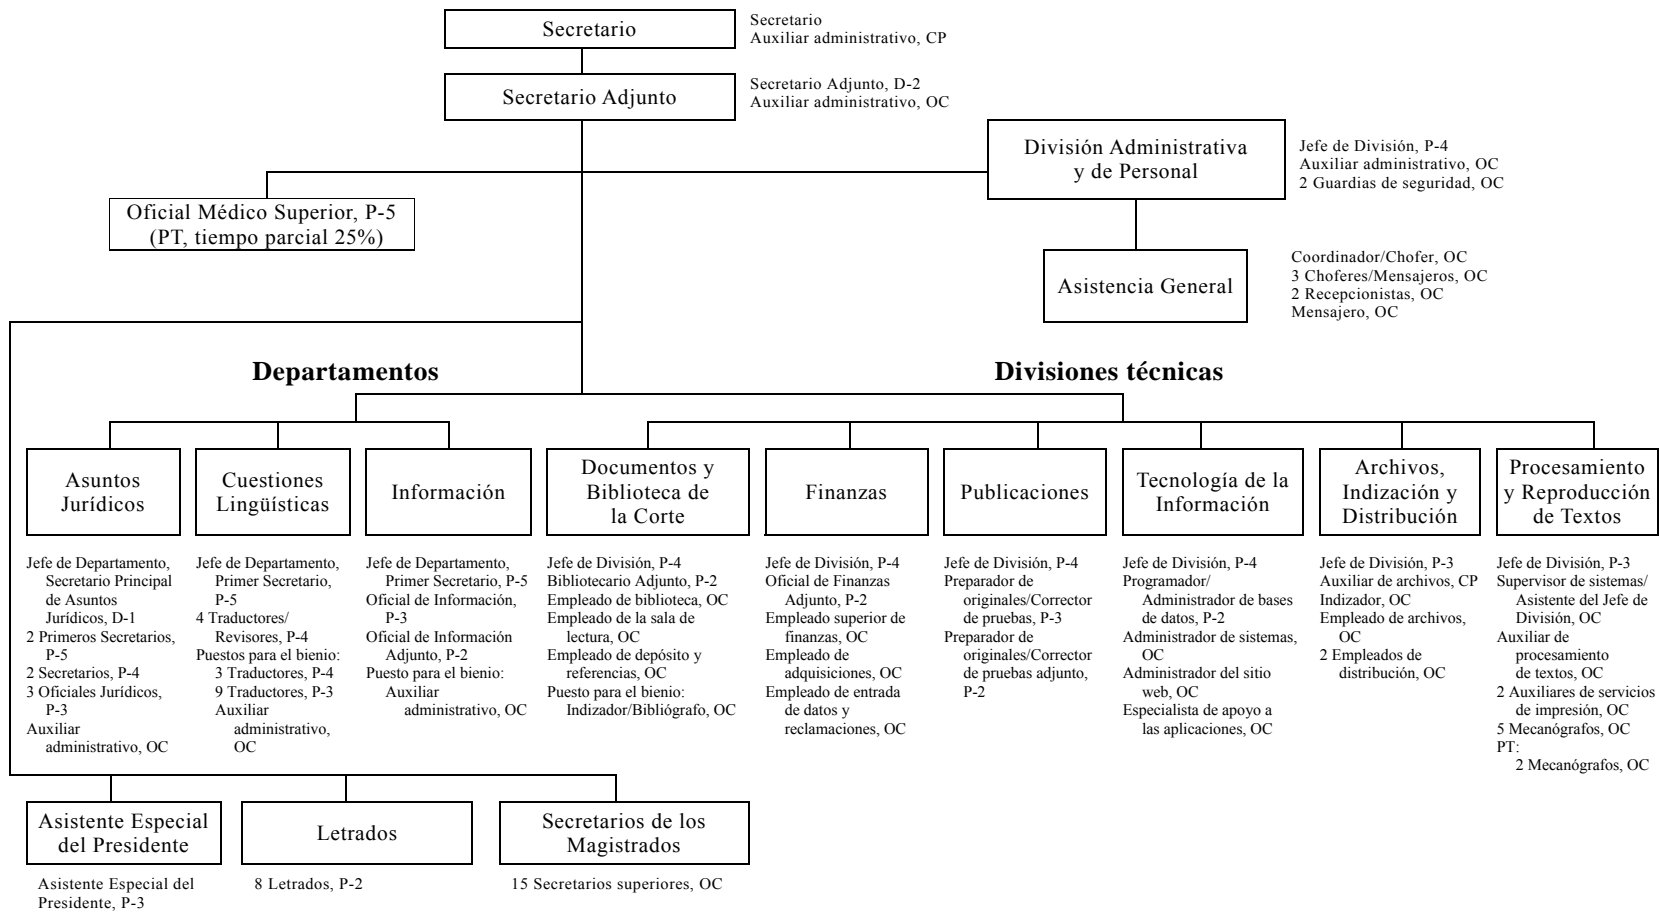 Secretario
Secretario
Auxiliar administrativo, CP
Secretario Adjunto
Secretario Adjunto, D-2
Auxiliar administrativo, OC
División Administrativa
y de Personal
Jefe de División, P-4
Auxiliar administrativo, OC
2 Guardias de seguridad, OC
Oficial Médico Superior, P-5
(PT, tiempo parcial 25%)
Asistencia General
Coordinador/Chofer, OC
3 Choferes/Mensajeros, OC
2 Recepcionistas, OC
Mensajero, OC
Departamentos
Divisiones técnicas
Asuntos
Jurídicos
Jefe de Departamento,
Secretario Principal
de Asuntos
Jurídicos, D-1
2 Primeros Secretarios,
P-5
2 Secretarios, P-4
3 Oficiales Jurídicos,
P-3
Auxiliar
administrativo, OC
Cuestiones
Lingüísticas
Jefe de Departamento,
Primer Secretario,
P-5
4 Traductores/
Revisores, P-4
Puestos para el bienio:
3 Traductores, P-4
9 Traductores, P-3
Auxiliar
administrativo,
OC
Información
Jefe de Departamento,
Primer Secretario, P-5
Oficial de Información,
P-3
Oficial de Información
Adjunto, P-2
Puesto para el bienio:
Auxiliar
administrativo, OC
Documentos y
Biblioteca de
la Corte
Jefe de División, P-4
Bibliotecario Adjunto, P-2
Empleado de biblioteca, OC
Empleado de la sala de
lectura, OC
Empleado de depósito y
referencias, OC
Puesto para el bienio:
Indizador/Bibliógrafo, OC
Finanzas
Jefe de División, P-4
Oficial de Finanzas
Adjunto, P-2
Empleado superior de
finanzas, OC
Empleado de
adquisiciones, OC
Empleado de entrada
de datos y
reclamaciones, OC
Publicaciones
Jefe de División, P-4
Preparador de
originales/Corrector
de pruebas, P-3
Preparador de
originales/Corrector
de pruebas adjunto,
P-2
Tecnología de la
Información
Jefe de División, P-4
Programador/
Administrador de bases
de datos, P-2
Administrador de sistemas,
OC
Administrador del sitio
web, OC
Especialista de apoyo a
las aplicaciones, OC
Archivos,
Indización y
Distribución
Jefe de División, P-3
Auxiliar de archivos, CP
Indizador, OC
Empleado de archivos,
OC
2 Empleados de
distribución, OC
Procesamiento
y Reproducción
de Textos
Jefe de División, P-3
Supervisor de sistemas/
Asistente del Jefe de
División, OC
Auxiliar de
procesamiento
de textos, OC
2 Auxiliares de servicios
de impresión, OC
5 Mecanógrafos, OC
PT:
2 Mecanógrafos, OC
Asistente Especial
del Presidente
Asistente Especial del
Presidente, P-3
Letrados
8 Letrados, P-2
Secretarios de los
Magistrados
15 Secretarios superiores, OC